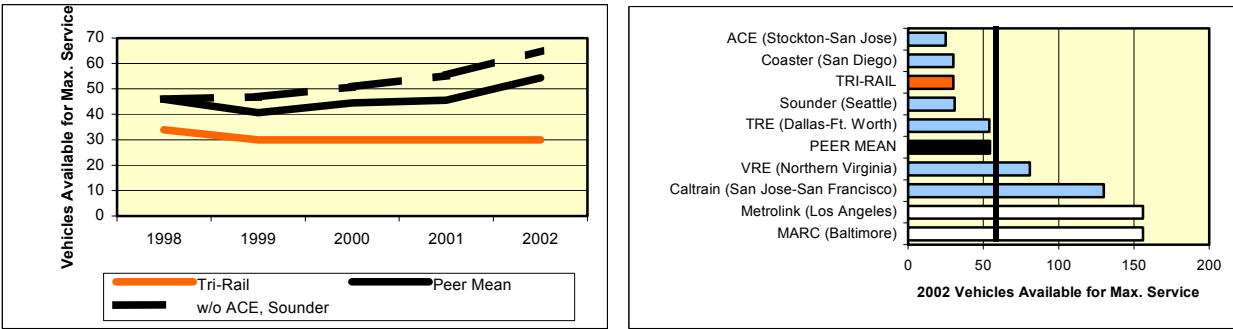 Vehicles Available for Max. Service
70
60
50
40
30
20
10
0
1998 1999 2000 2001 2002
Tri-Rail Peer Mean
w/o ACE, Sounder
ACE (Stockton-San Jose)
Coaster (San Diego)
TRI-RAIL
Sounder (Seattle)
TRE (Dallas-Ft. Worth)
PEER MEAN
VRE (Northern Virginia)
Caltrain (San Jose-San Francisco)
Metrolink (Los Angeles)
MARC (Baltimore)
0 50 100 150 200
2002 Vehicles Available for Max. Service